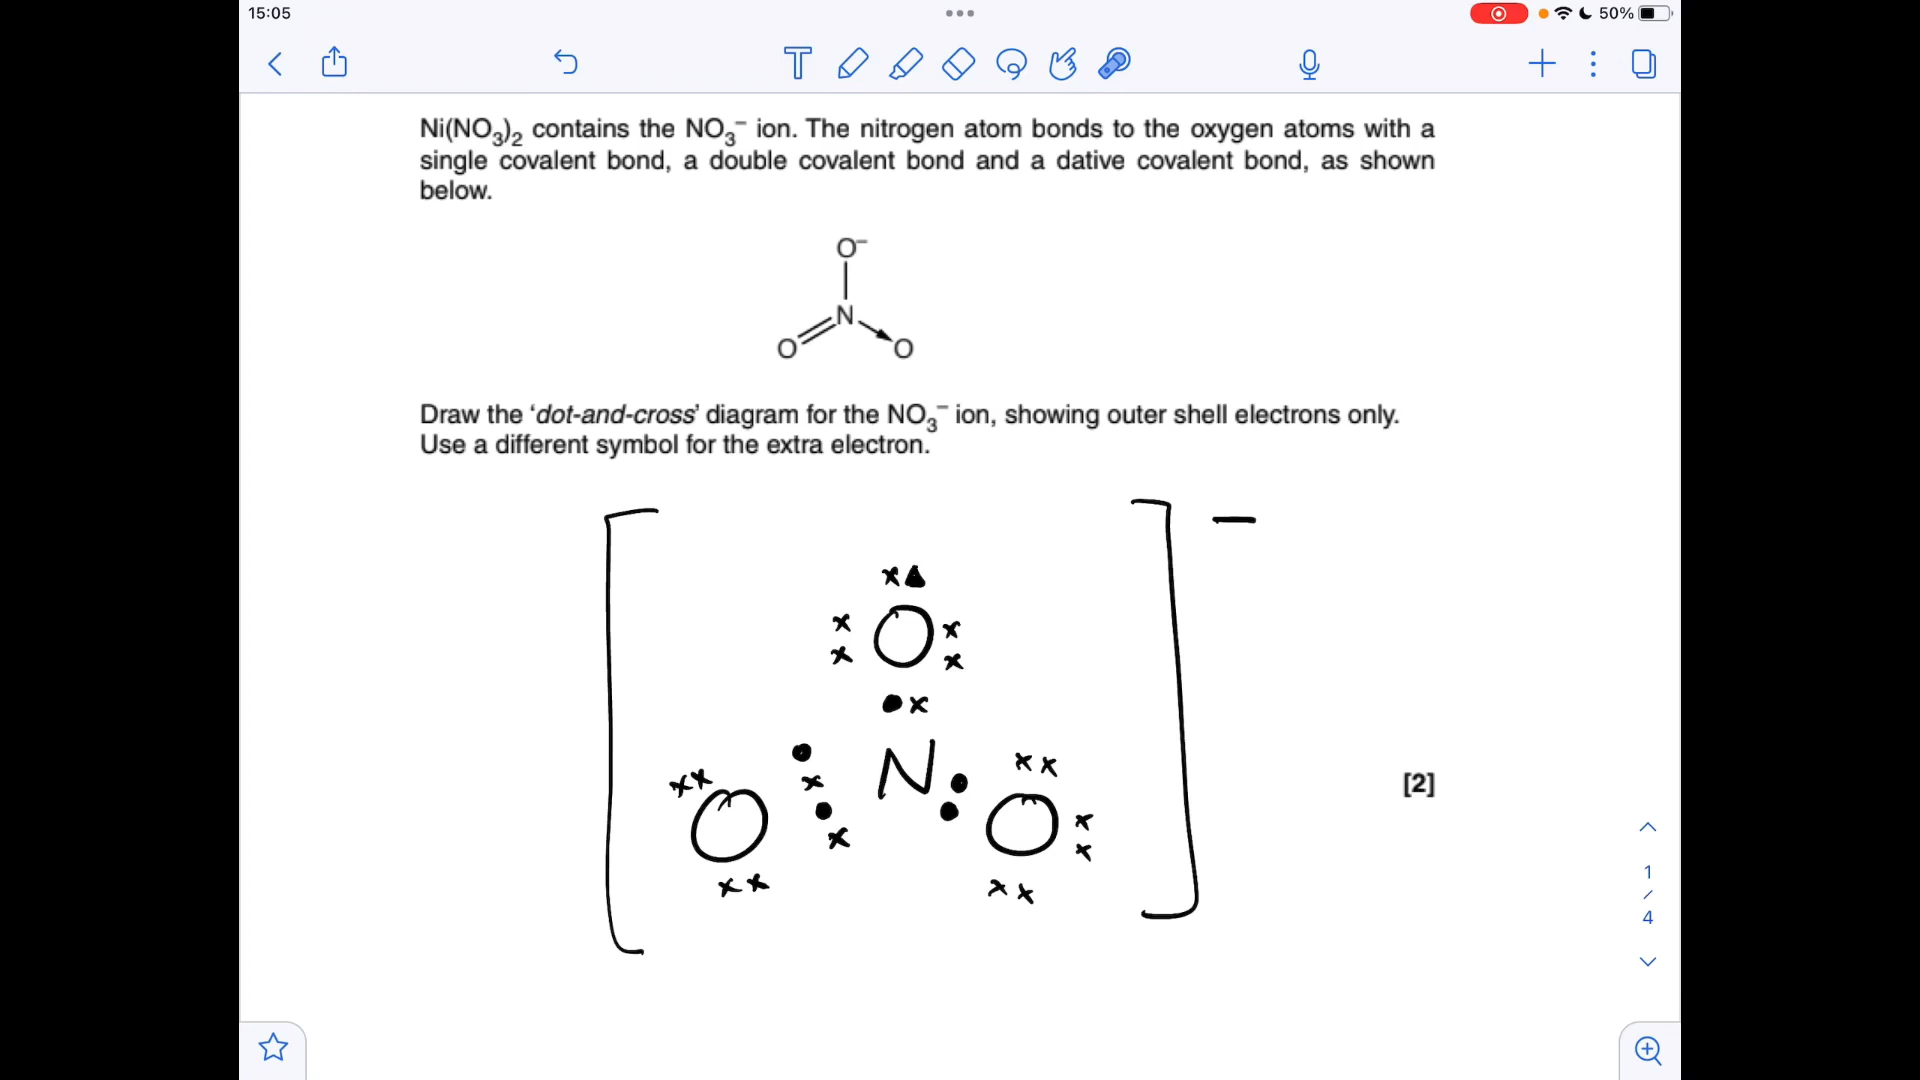 15:05
50%
Ni(NO₃)₂ contains the NO₃⁻ ion. The nitrogen atom bonds to the oxygen atoms with a
single covalent bond, a double covalent bond and a dative covalent bond, as shown
below.
O⁻
N
O O
Draw the ‘dot-and-cross’ diagram for the NO₃⁻ ion, showing outer shell electrons only.
Use a different symbol for the extra electron.
[ ] –
x▲
x O x
x x
●x
● N ● x x
xx x ● O x
O ● x
x
xx xx
[2]
1
/
4